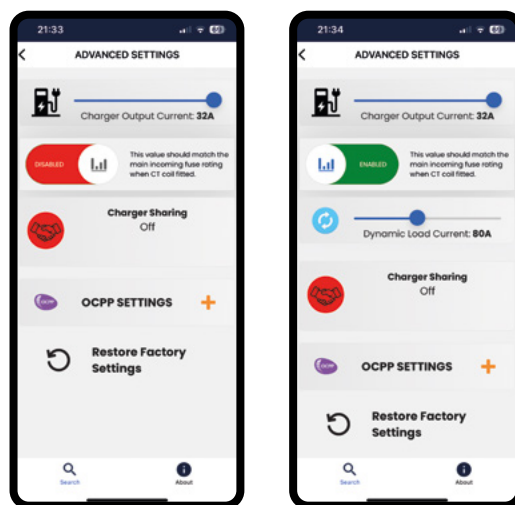 21:33
ADVANCED SETTINGS
Charger Output Current: 32A
DISABLED
This value should match the
main incoming fuse rating
when CT coil fitted.
Charger Sharing
Off
OCPP
OCPP SETTINGS
Restore Factory
Settings
Search
About
21:34
ADVANCED SETTINGS
Charger Output Current: 32A
ENABLED
This value should match the
main incoming fuse rating
when CT coil fitted.
Dynamic Load Current: 80A
Charger Sharing
Off
OCPP
OCPP SETTINGS
Restore Factory
Settings
Search
About